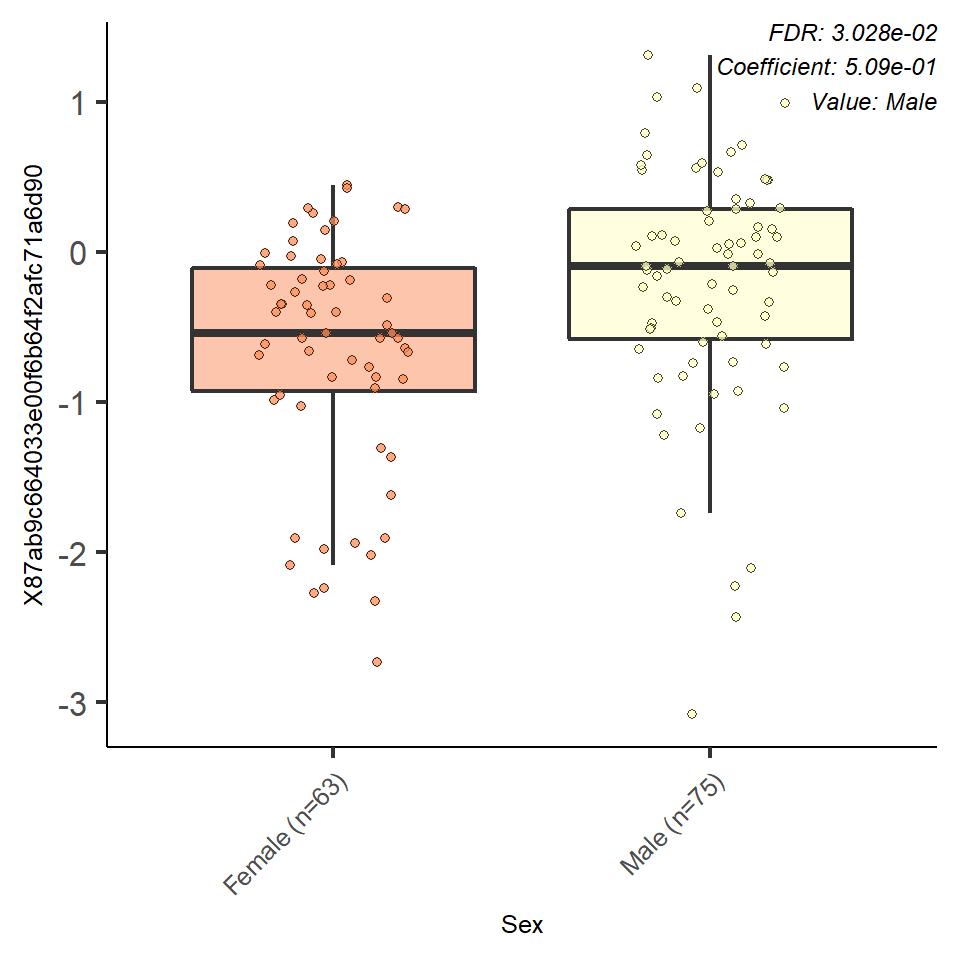 FDR: 3.028e-02
Coefficient: 5.09e-01
Value: Male
X87ab9c664033e00f6b64f2afc71a6d90
1
0
-1
-2
-3
Female (n=63)
Male (n=75)
Sex